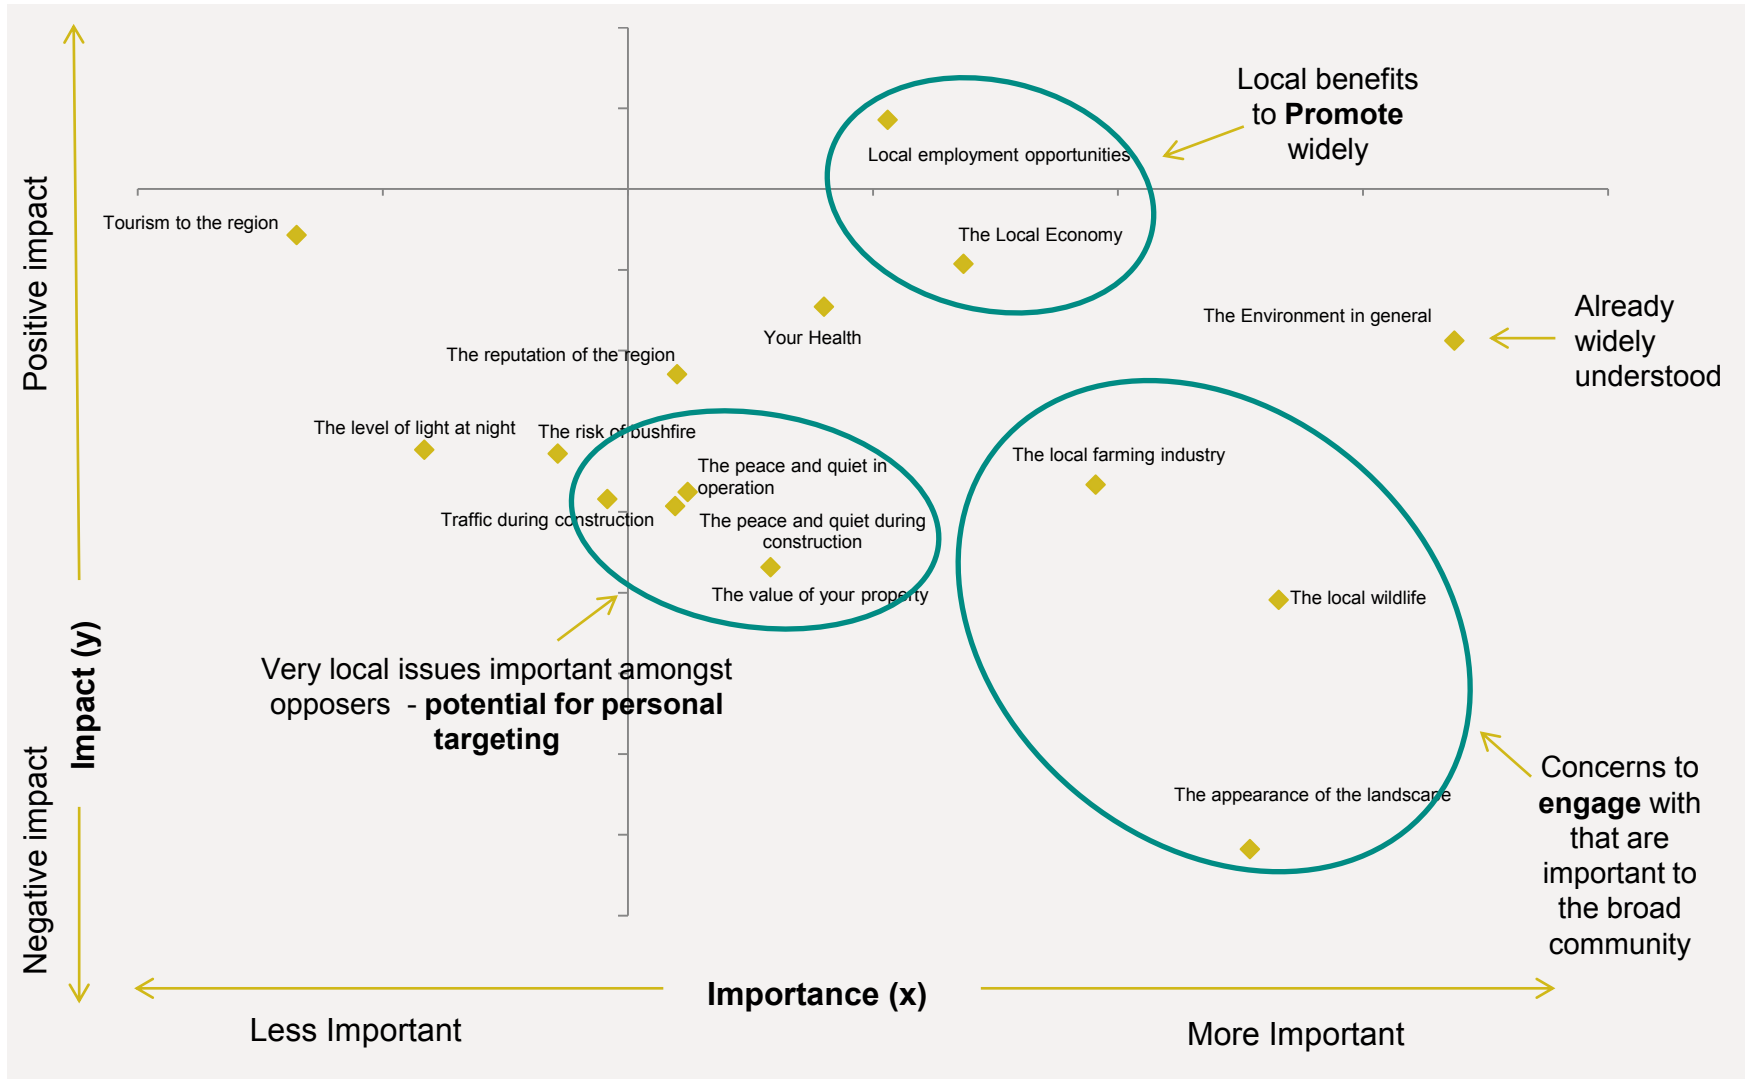 Local benefits
to Promote
widely
Local employment opportunities
Tourism to the region
The Local Economy
Positive impact
The Environment in general
Already
widely
understood
Your Health
The reputation of the region
The level of light at night
The risk of bushfire
The peace and quiet in
operation
The local farming industry
Traffic during construction
The peace and quiet during
construction
The value of your property
The local wildlife
Impact (y)
Very local issues important amongst
opposers - potential for personal
targeting
Negative impact
The appearance of the landscape
Concerns to
engage with
that are
important to
the broad
community
Importance (x)
Less Important
More Important